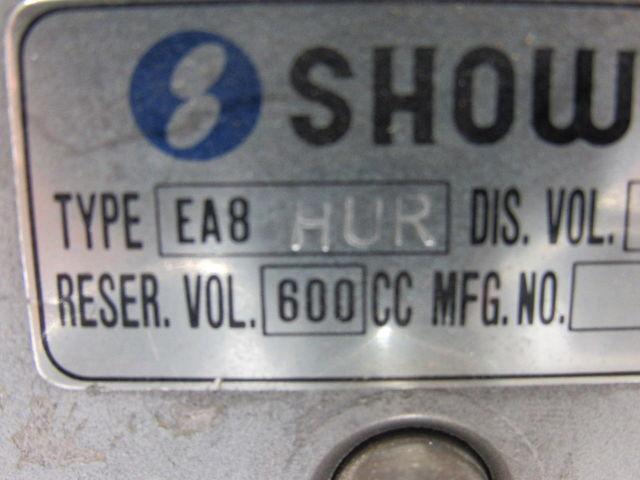 SHOW
TYPE EA8 HUR DIS. VOL.
RESER. VOL. 600 CC MFG. NO.